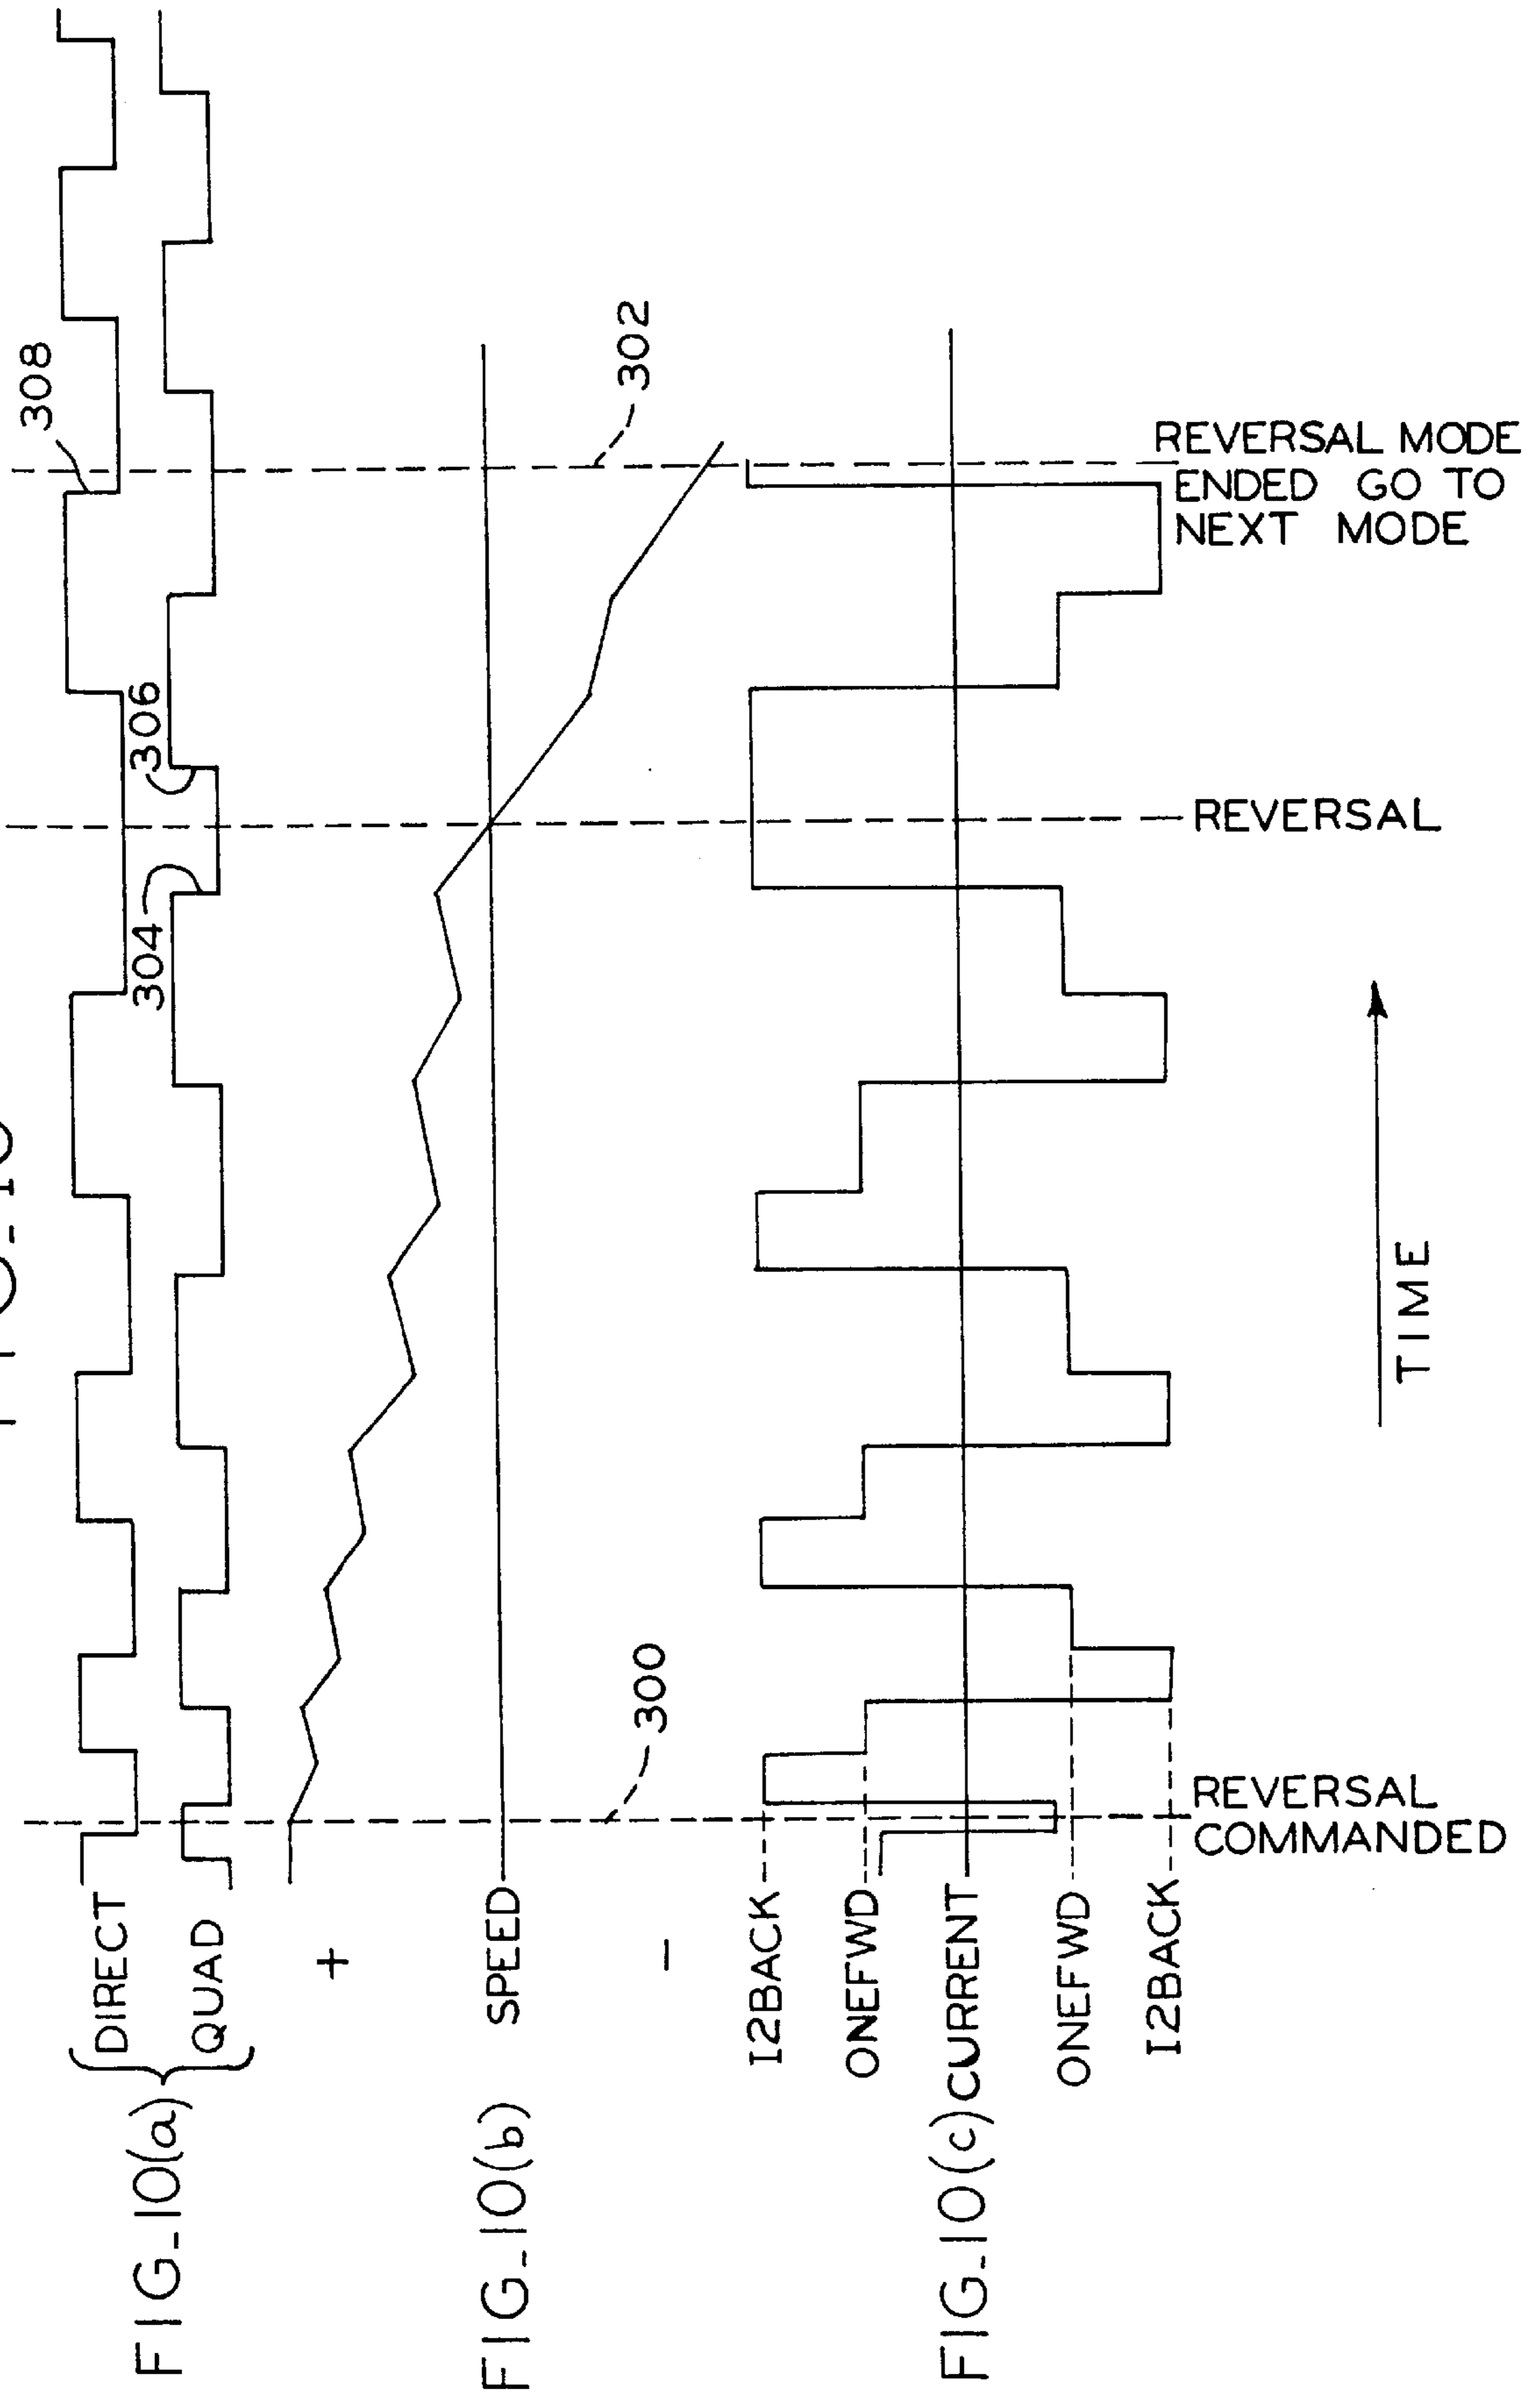 FIG_10
FIG_10(a)
DIRECT
QUAD
304
306
308
FIG_10(b)
+
SPEED
–
300
302
FIG_10(c)
I2BACK
ONEFWD
CURRENT
ONEFWD
I2BACK
REVERSAL
COMMANDED
REVERSAL
REVERSAL MODE
ENDED GO TO
NEXT MODE
TIME